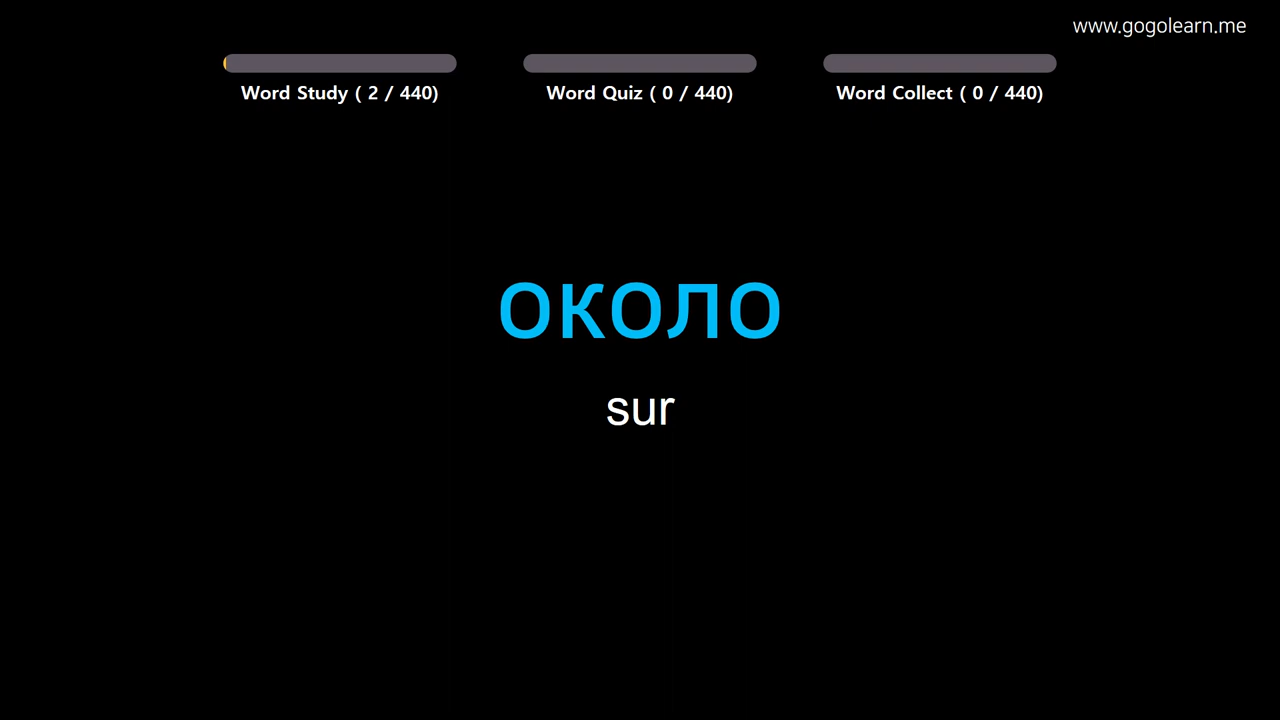 www.gogolearn.me
Word Study ( 2 / 440)
Word Quiz ( 0 / 440)
Word Collect ( 0 / 440)
около
sur